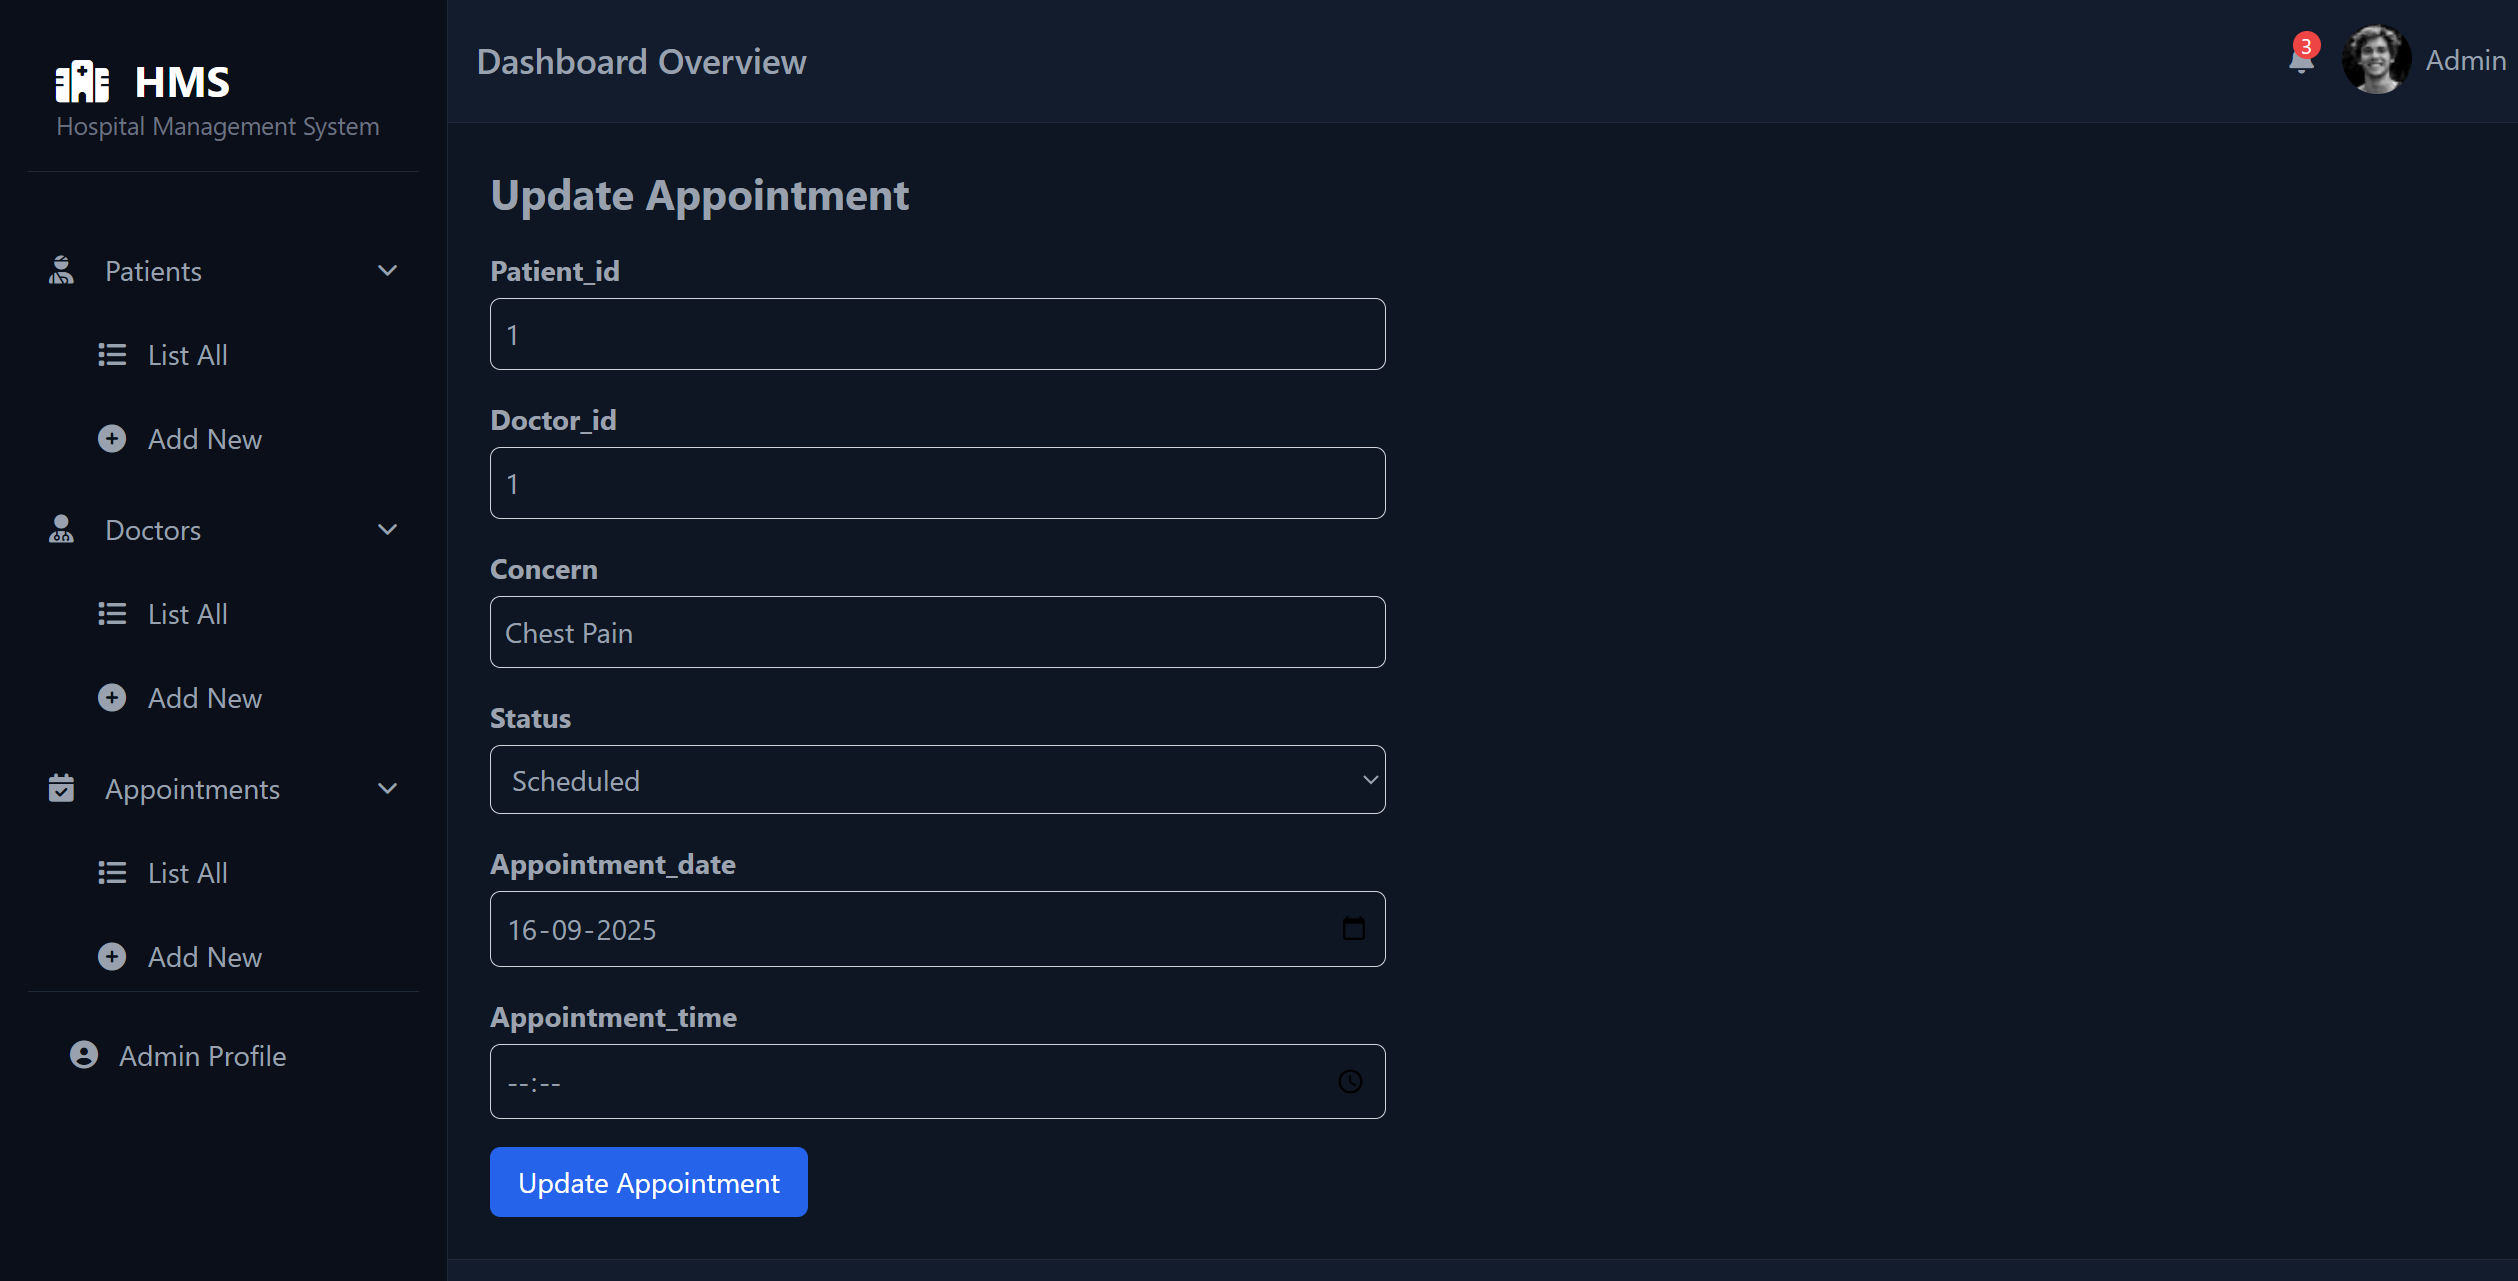 HMS
Hospital Management System
Patients
List All
Add New
Doctors
List All
Add New
Appointments
List All
Add New
Admin Profile
Dashboard Overview
3
Admin
Update Appointment
Patient_id
1
Doctor_id
1
Concern
Chest Pain
Status
Scheduled
Appointment_date
16-09-2025
Appointment_time
--:--
Update Appointment